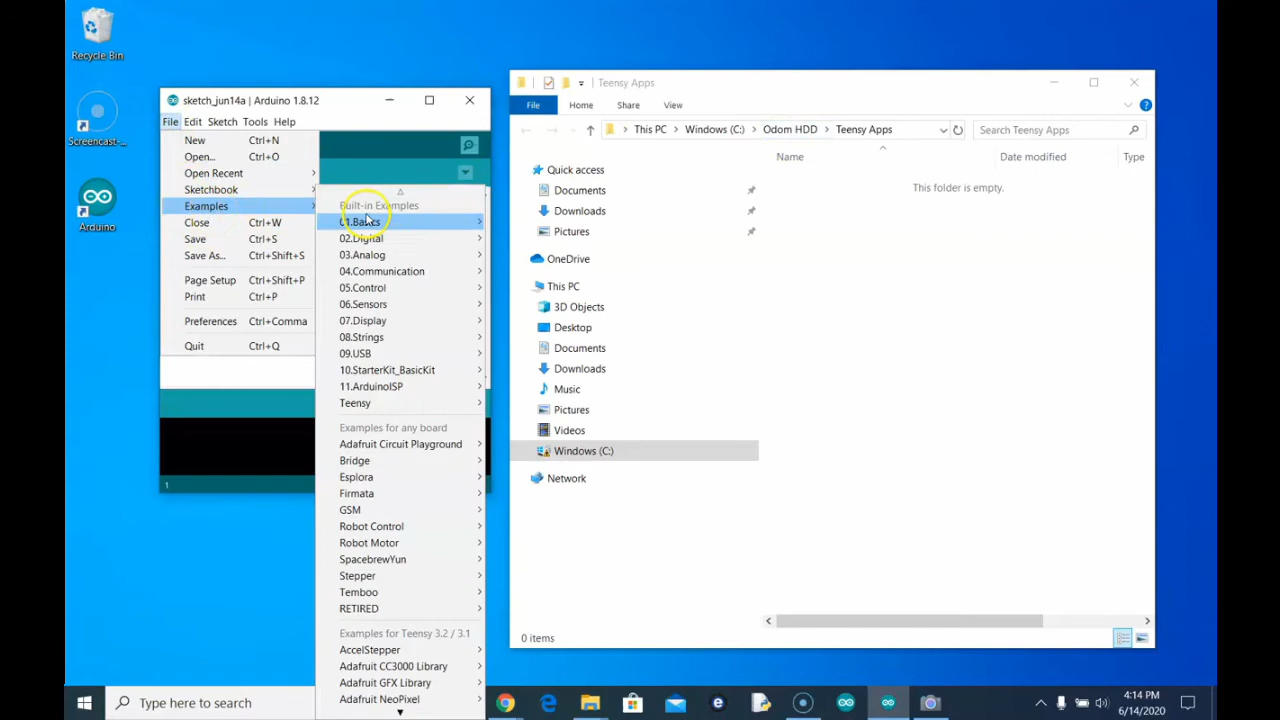 Recycle Bin
Screencast-...
Arduino
sketch_jun14a | Arduino 1.8.12
File Edit Sketch Tools Help
New Ctrl+N
Open... Ctrl+O
Open Recent
Sketchbook
Examples
Close Ctrl+W
Save Ctrl+S
Save As... Ctrl+Shift+S
Page Setup Ctrl+Shift+P
Print Ctrl+P
Preferences Ctrl+Comma
Quit Ctrl+Q
1
Built-in Examples
01.Basics
02.Digital
03.Analog
04.Communication
05.Control
06.Sensors
07.Display
08.Strings
09.USB
10.StarterKit_BasicKit
11.ArduinoISP
Teensy
Examples for any board
Adafruit Circuit Playground
Bridge
Esplora
Firmata
GSM
Robot Control
Robot Motor
SpacebrewYun
Stepper
Temboo
RETIRED
Examples for Teensy 3.2 / 3.1
AccelStepper
Adafruit CC3000 Library
Adafruit GFX Library
Adafruit NeoPixel
Teensy Apps
File Home Share View
This PC Windows (C:) Odom HDD Teensy Apps
Search Teensy Apps
Name Date modified Type
This folder is empty.
Quick access
Documents
Downloads
Pictures
OneDrive
This PC
3D Objects
Desktop
Documents
Downloads
Music
Pictures
Videos
Windows (C:)
Network
0 items
Type here to search
4:14 PM
6/14/2020